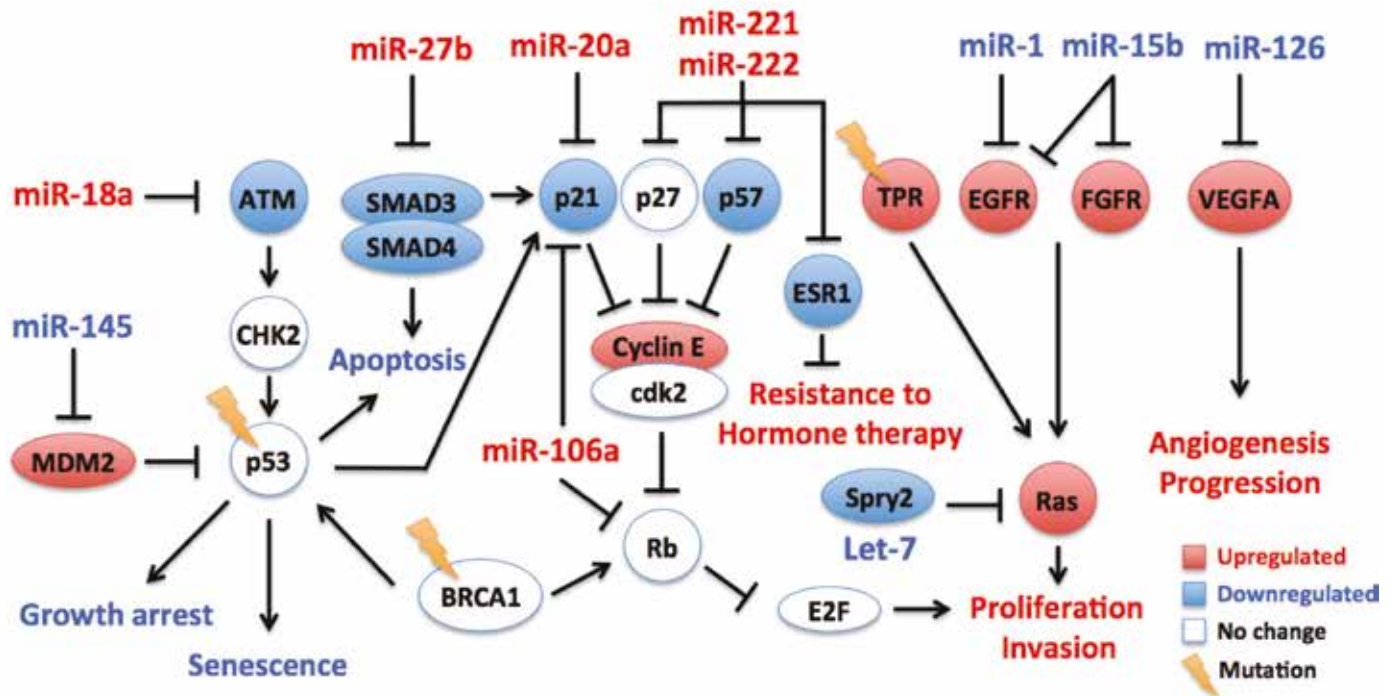 miR-27b
miR-20a
miR-221
miR-222
miR-1
miR-15b
miR-126
miR-18a
ATM
SMAD3
SMAD4
p21
p27
p57
TPR
EGFR
FGFR
VEGFA
miR-145
CHK2
Apoptosis
Cyclin E
cdk2
ESR1
Resistance to
Hormone therapy
MDM2
p53
miR-106a
Angiogenesis
Progression
Spry2
Let-7
Ras
Rb
BRCA1
E2F
Growth arrest
Senescence
Proliferation
Invasion
Upregulated
Downregulated
No change
Mutation